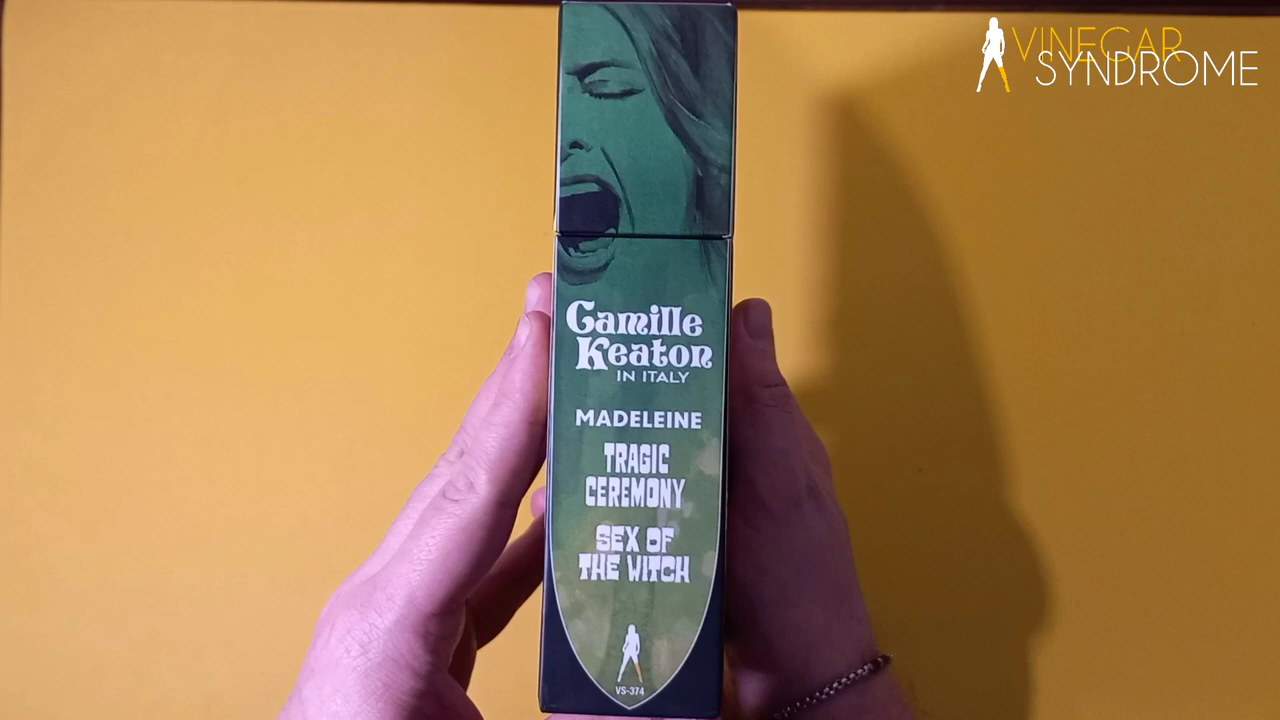 VINEGAR
SYNDROME
Camille
Keaton
IN ITALY
MADELEINE
TRAGIC
CEREMONY
SEX OF
THE WITCH
VS-374